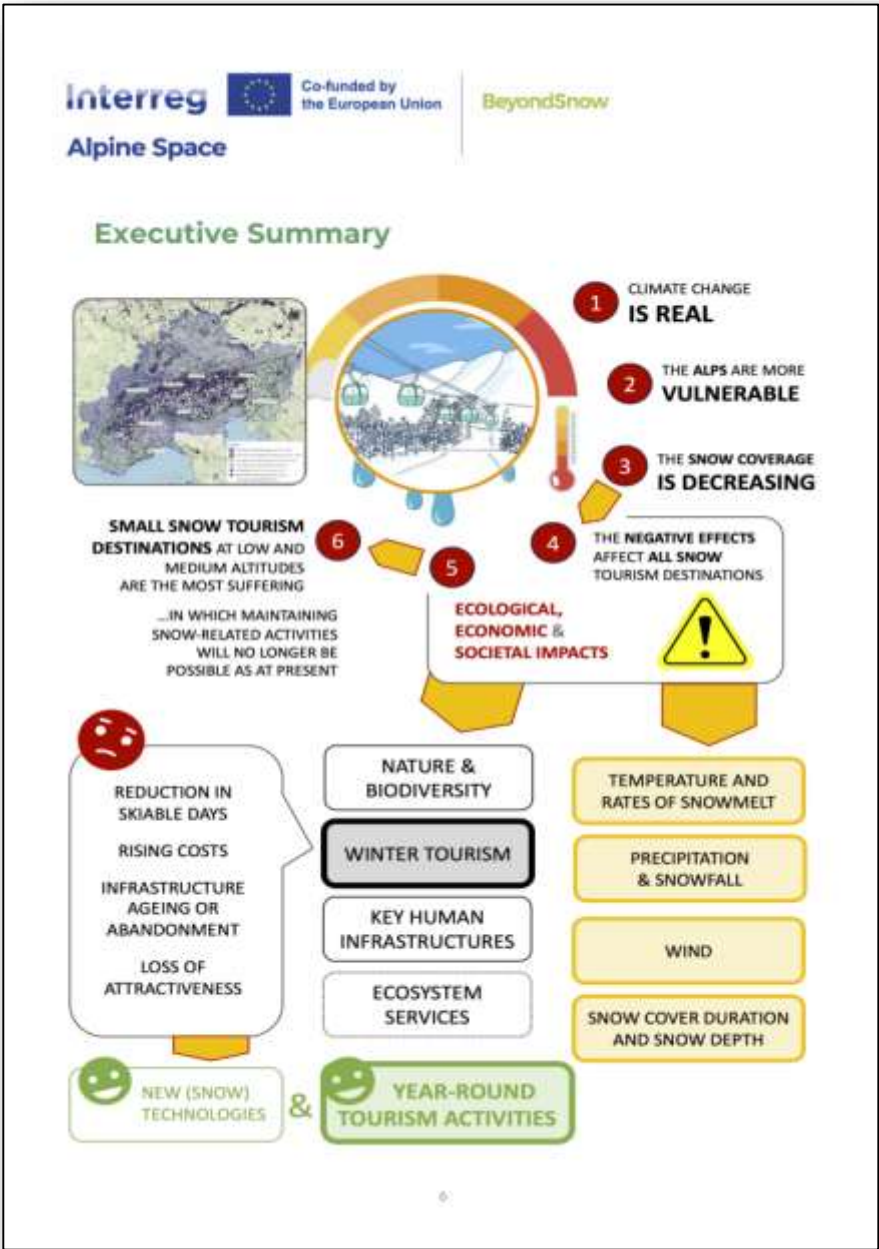 Interreg
Co-funded by
the European Union
BeyondSnow
Alpine Space
Executive Summary
1
CLIMATE CHANGE
IS REAL
2
THE ALPS ARE MORE
VULNERABLE
3
THE SNOW COVERAGE
IS DECREASING
4
THE NEGATIVE EFFECTS
AFFECT ALL SNOW
TOURISM DESTINATIONS
5
ECOLOGICAL,
ECONOMIC &
SOCIETAL IMPACTS
!
6
SMALL SNOW TOURISM
DESTINATIONS AT LOW AND
MEDIUM ALTITUDES
ARE THE MOST SUFFERING
...IN WHICH MAINTAINING
SNOW-RELATED ACTIVITIES
WILL NO LONGER BE
POSSIBLE AS AT PRESENT
REDUCTION IN
SKIABLE DAYS
RISING COSTS
INFRASTRUCTURE
AGEING OR
ABANDONMENT
LOSS OF
ATTRACTIVENESS
NATURE &
BIODIVERSITY
WINTER TOURISM
KEY HUMAN
INFRASTRUCTURES
ECOSYSTEM
SERVICES
TEMPERATURE AND
RATES OF SNOWMELT
PRECIPITATION
& SNOWFALL
WIND
SNOW COVER DURATION
AND SNOW DEPTH
NEW (SNOW)
TECHNOLOGIES
&
YEAR-ROUND
TOURISM ACTIVITIES
6